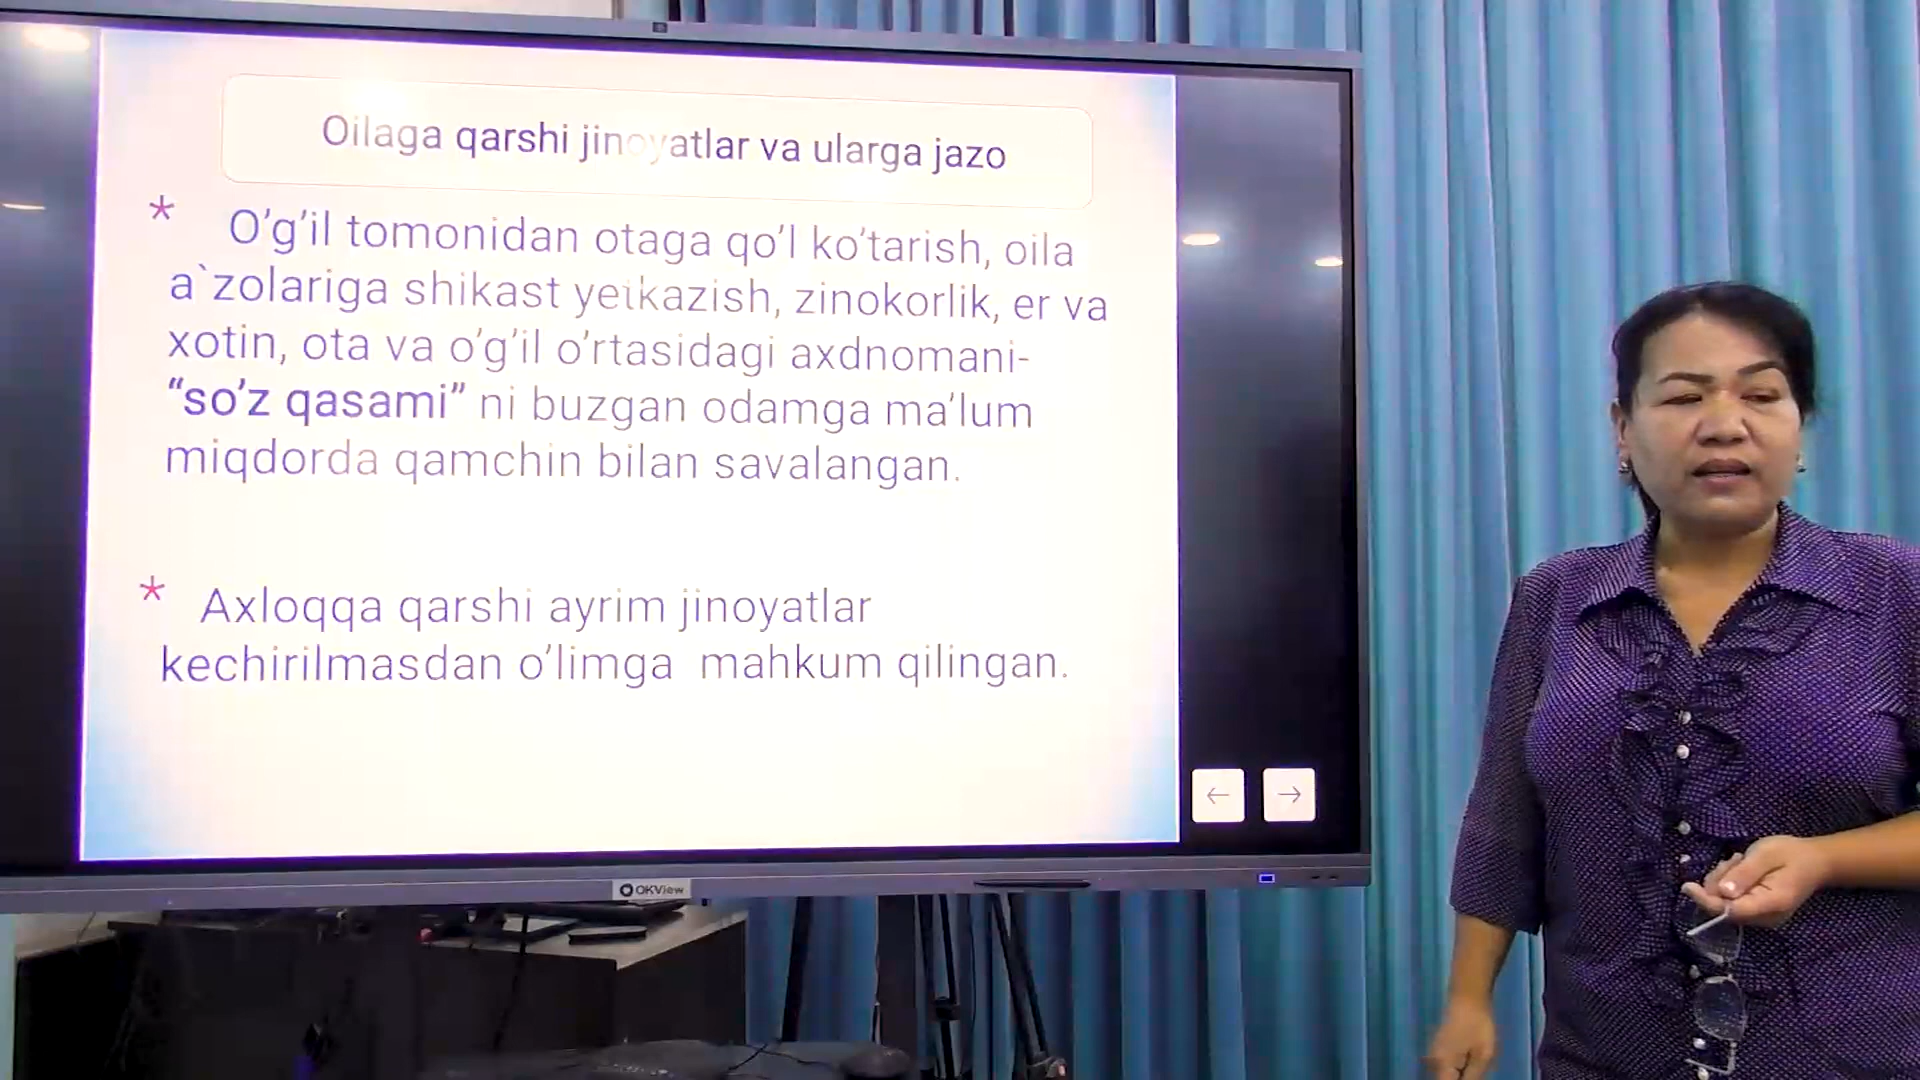 Oilaga qarshi jinoyatlar va ularga jazo
* O’g’il tomonidan otaga qo’l ko’tarish, oila
a`zolariga shikast yetkazish, zinokorlik, er va
xotin, ota va o’g’il o’rtasidagi axdnomani-
“so’z qasami” ni buzgan odamga ma’lum
miqdorda qamchin bilan savalangan.
* Axloqqa qarshi ayrim jinoyatlar
kechirilmasdan o’limga mahkum qilingan.
← →
OKView